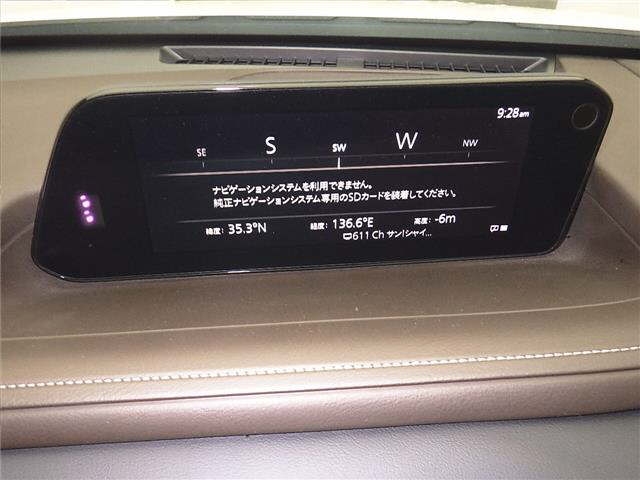 9:28am
SE S SW W NW
ナビゲーションシステムを利用できません。
純正ナビゲーションシステム専用のSDカードを装着してください。
緯度: 35.3°N 経度: 136.6°E 高度: -6m
611 Ch サン!シャイ...